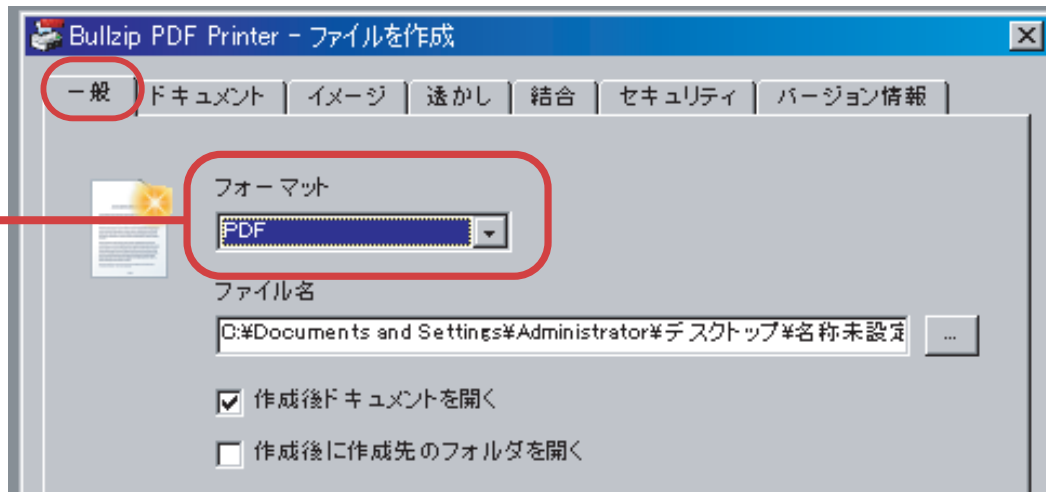 Bullzip PDF Printer - ファイルを作成
一般 ドキュメント イメージ 透かし 結合 セキュリティ バージョン情報
フォーマット
PDF
ファイル名
C:¥Documents and Settings¥Administrator¥デスクトップ¥名称未設定 ...
作成後ドキュメントを開く
作成後に作成先のフォルダを開く